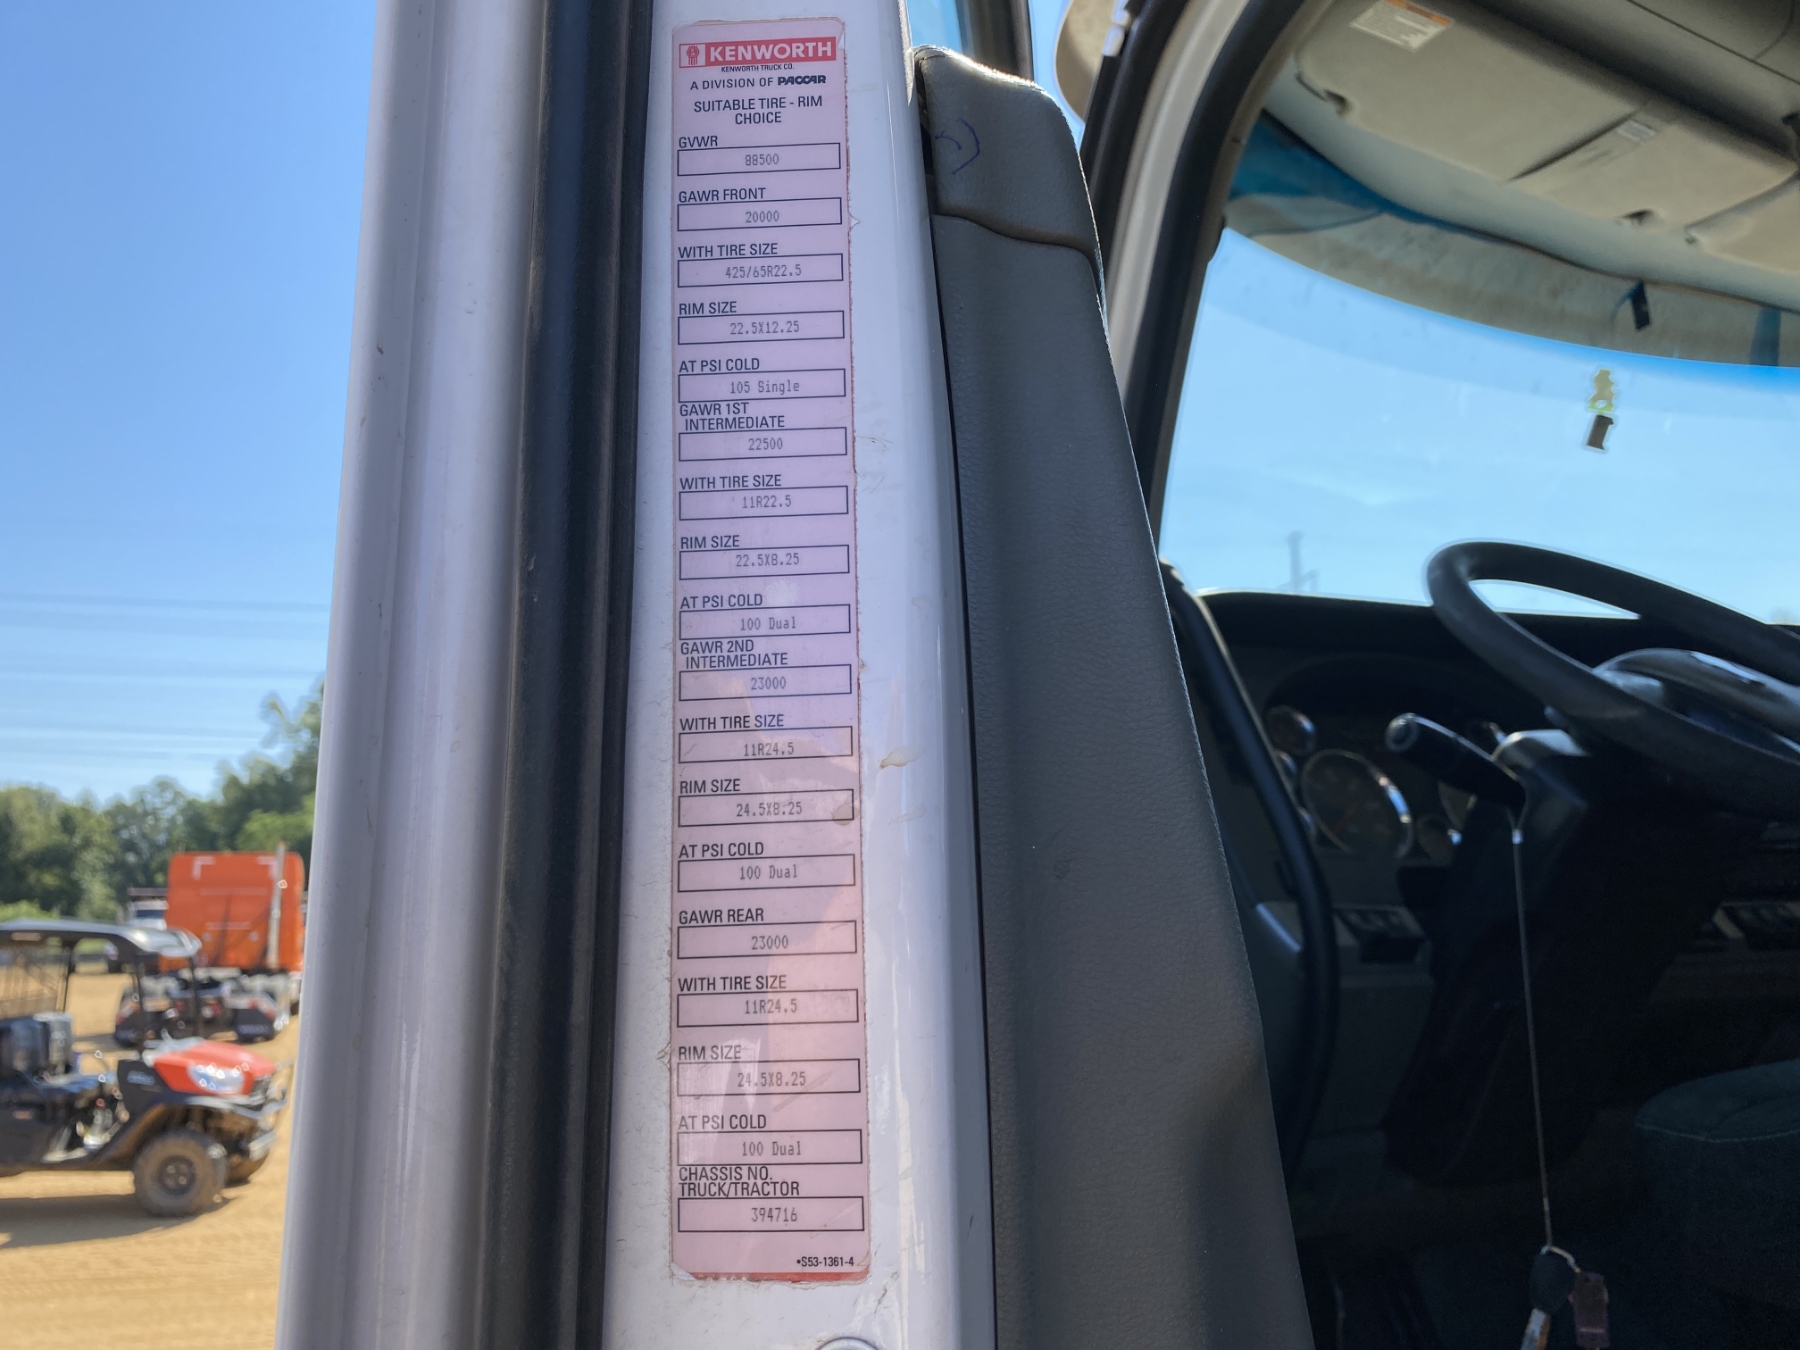 KENWORTH
KENWORTH TRUCK CO.
A DIVISION OF PACCAR
SUITABLE TIRE - RIM
CHOICE
GVWR
88500
GAWR FRONT
20000
WITH TIRE SIZE
425/65R22.5
RIM SIZE
22.5X12.25
AT PSI COLD
105 Single
GAWR 1ST
INTERMEDIATE
22500
WITH TIRE SIZE
11R22.5
RIM SIZE
22.5X8.25
AT PSI COLD
100 Dual
GAWR 2ND
INTERMEDIATE
23000
WITH TIRE SIZE
11R24.5
RIM SIZE
24.5X8.25
AT PSI COLD
100 Dual
GAWR REAR
23000
WITH TIRE SIZE
11R24.5
RIM SIZE
24.5X8.25
AT PSI COLD
100 Dual
CHASSIS NO.
TRUCK/TRACTOR
394716
•S53-1361-4